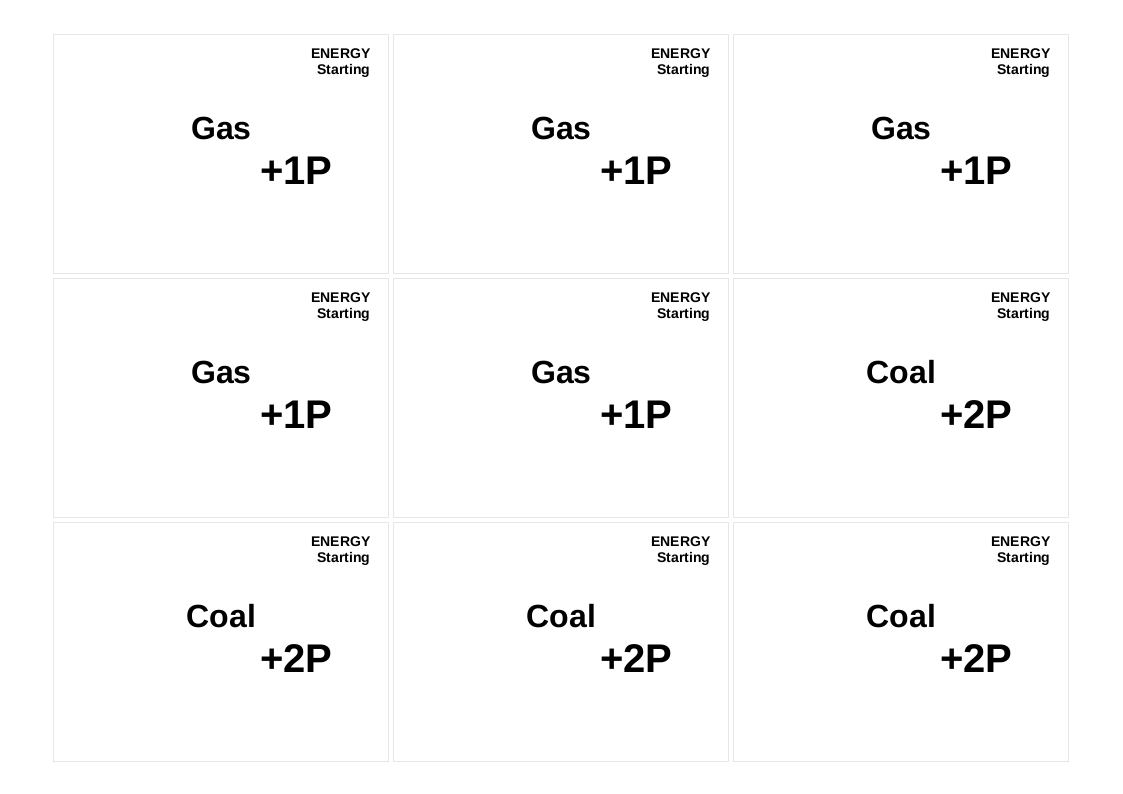 ENERGY
Starting
Gas
+1P
ENERGY
Starting
Gas
+1P
ENERGY
Starting
Gas
+1P
ENERGY
Starting
Gas
+1P
ENERGY
Starting
Gas
+1P
ENERGY
Starting
Coal
+2P
ENERGY
Starting
Coal
+2P
ENERGY
Starting
Coal
+2P
ENERGY
Starting
Coal
+2P